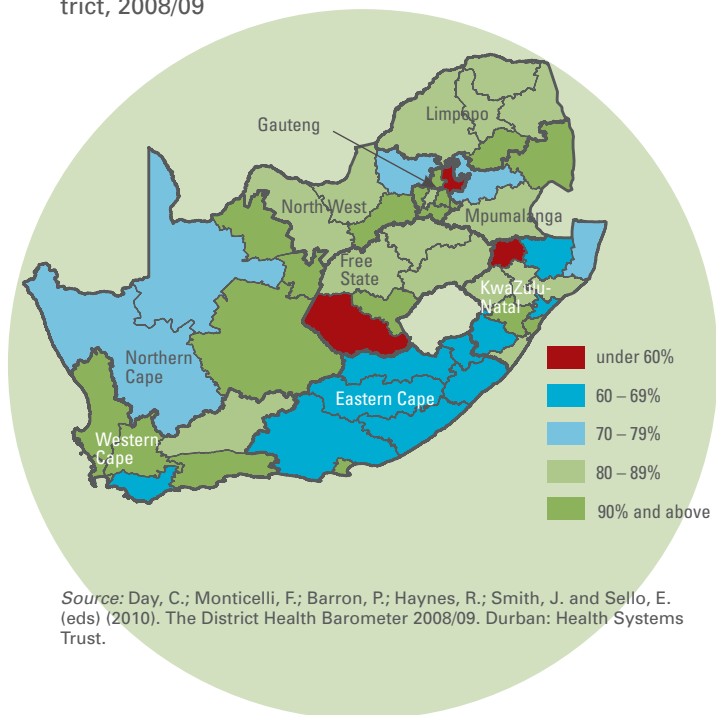 trict, 2008/09
Limpopo
Gauteng
North West
Mpumalanga
Free
State
KwaZulu-
Natal
Northern
Cape
Eastern Cape
Western
Cape
under 60%
60 – 69%
70 – 79%
80 – 89%
90% and above
Source: Day, C.; Monticelli, F.; Barron, P.; Haynes, R.; Smith, J. and Sello, E.
(eds) (2010). The District Health Barometer 2008/09. Durban: Health Systems
Trust.